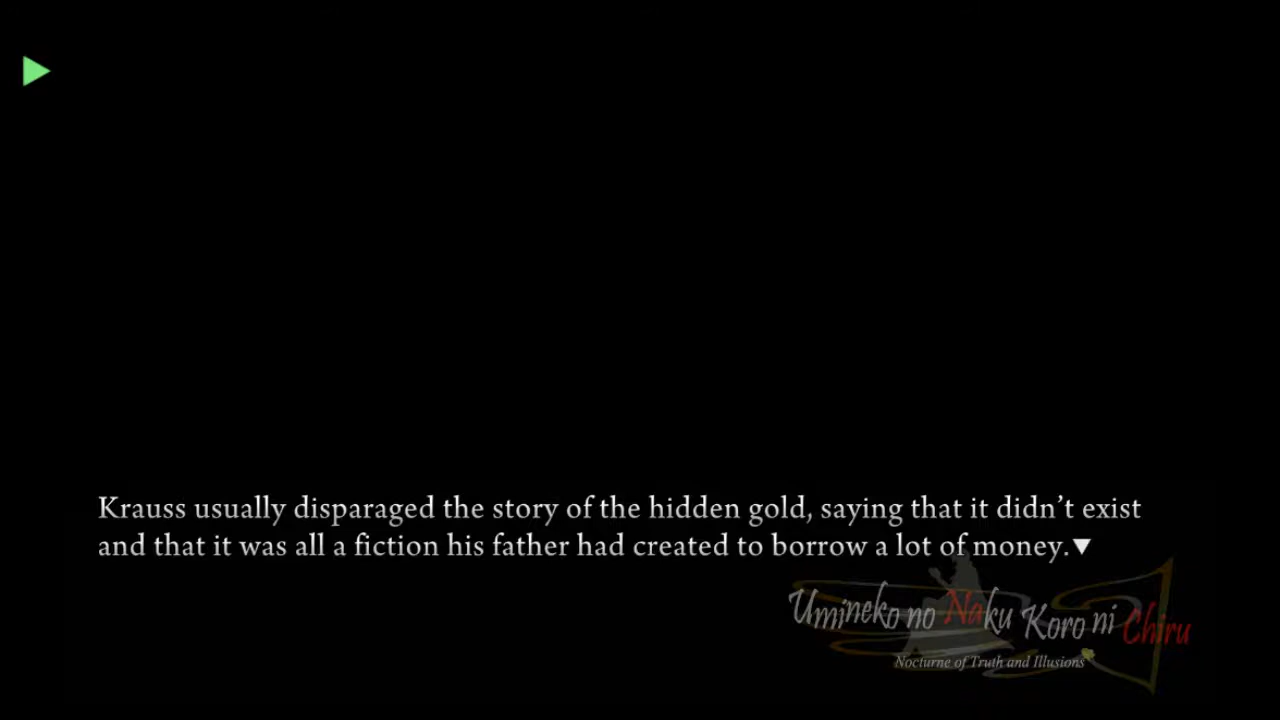 Krauss usually disparaged the story of the hidden gold, saying that it didn't exist
and that it was all a fiction his father had created to borrow a lot of money.
Umineko no Naku Koro ni Chiru
Nocturne of Truth and Illusions